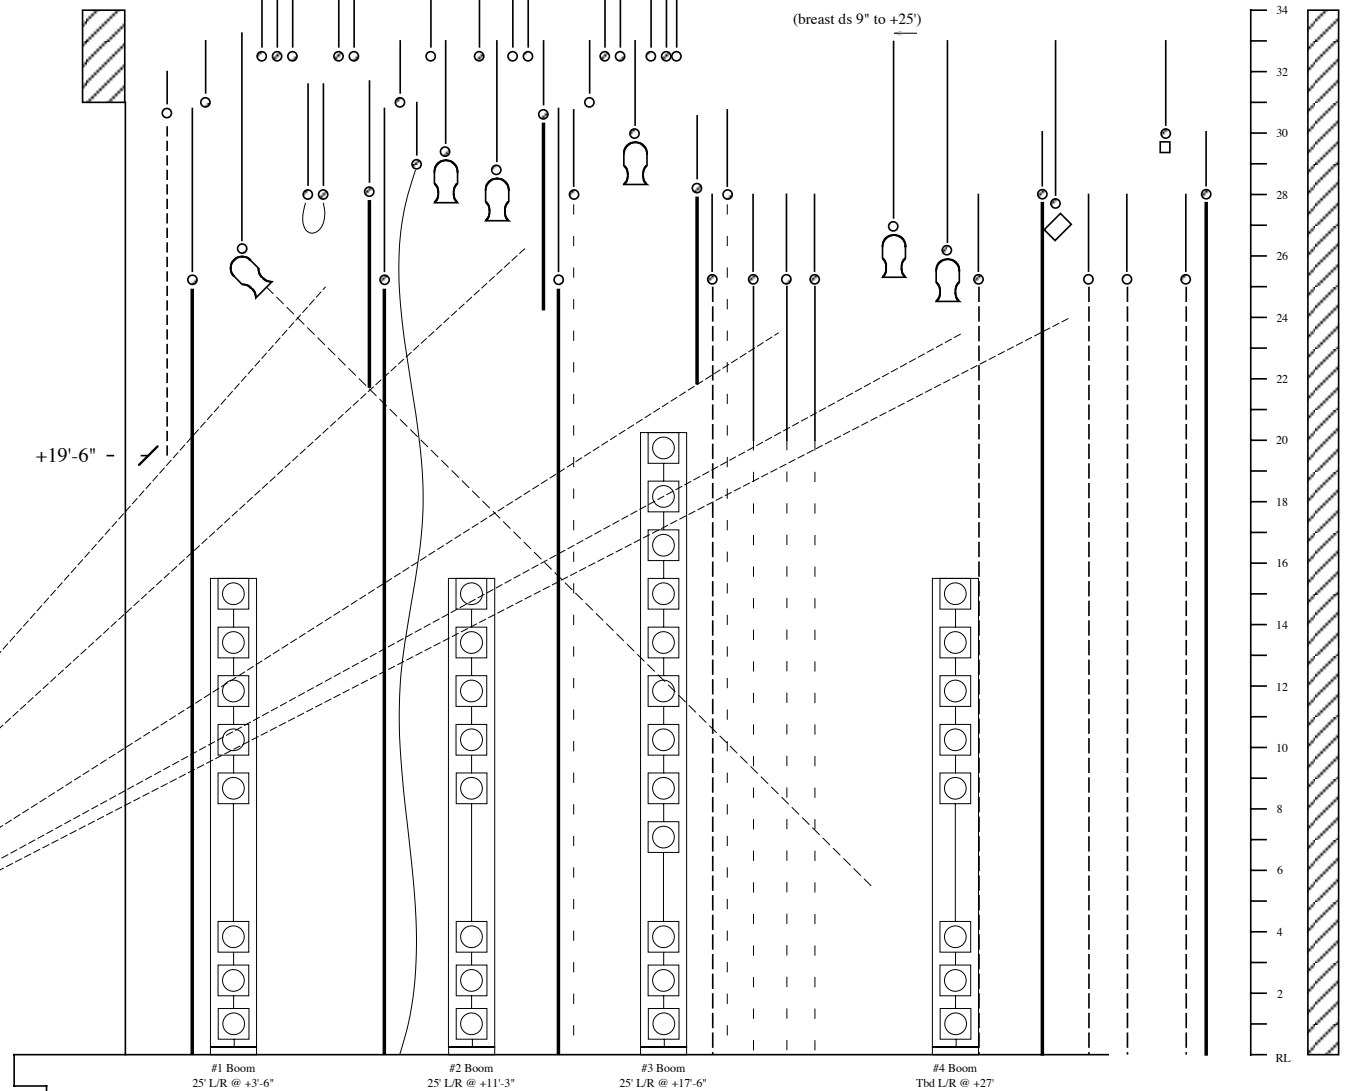 (breast ds 9" to +25')
34
32
30
28
26
24
22
20
+19'-6"
18
16
14
12
10
8
6
4
2
RL
#1 Boom
25' L/R @ +3'-6"
#2 Boom
25' L/R @ +11'-3"
#3 Boom
25' L/R @ +17'-6"
#4 Boom
Tbd L/R @ +27'